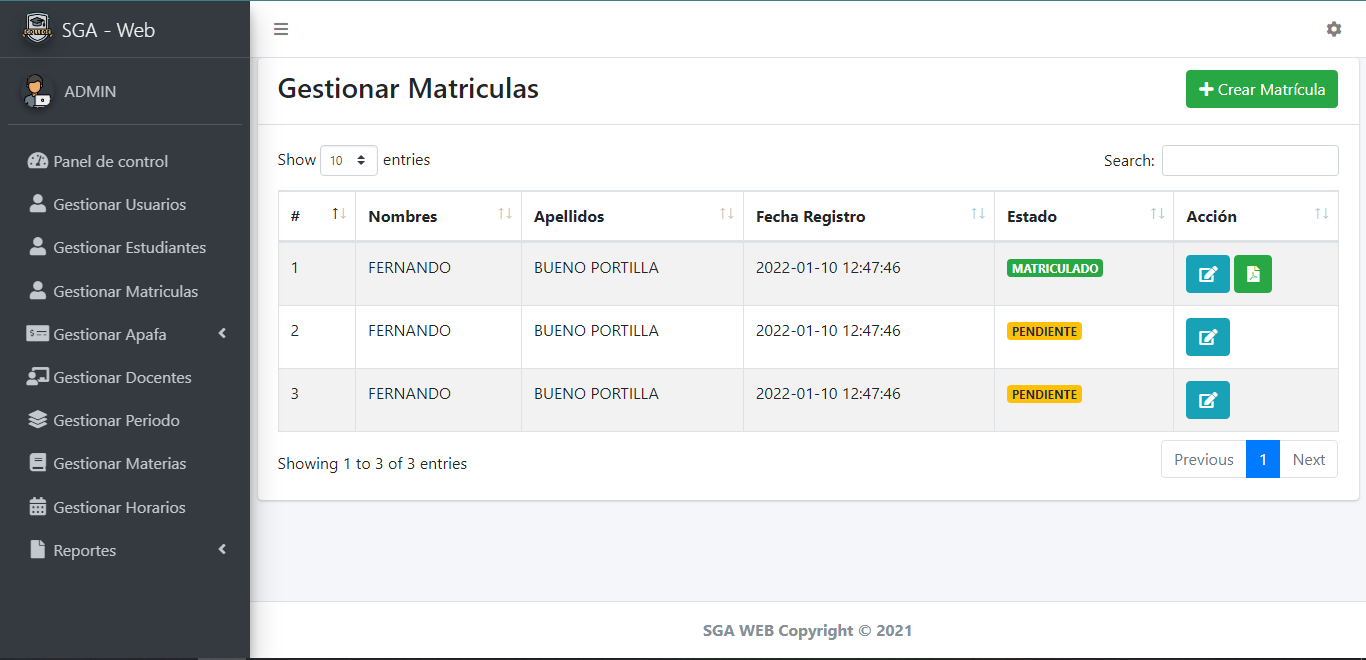 SGA - Web
ADMIN
Panel de control
Gestionar Usuarios
Gestionar Estudiantes
Gestionar Matriculas
Gestionar Apafa
Gestionar Docentes
Gestionar Periodo
Gestionar Materias
Gestionar Horarios
Reportes
Gestionar Matriculas
Crear Matrícula
Show 10 entries
Search:
# Nombres Apellidos Fecha Registro Estado Acción
1 FERNANDO BUENO PORTILLA 2022-01-10 12:47:46 MATRICULADO
2 FERNANDO BUENO PORTILLA 2022-01-10 12:47:46 PENDIENTE
3 FERNANDO BUENO PORTILLA 2022-01-10 12:47:46 PENDIENTE
Showing 1 to 3 of 3 entries
Previous 1 Next
SGA WEB Copyright © 2021